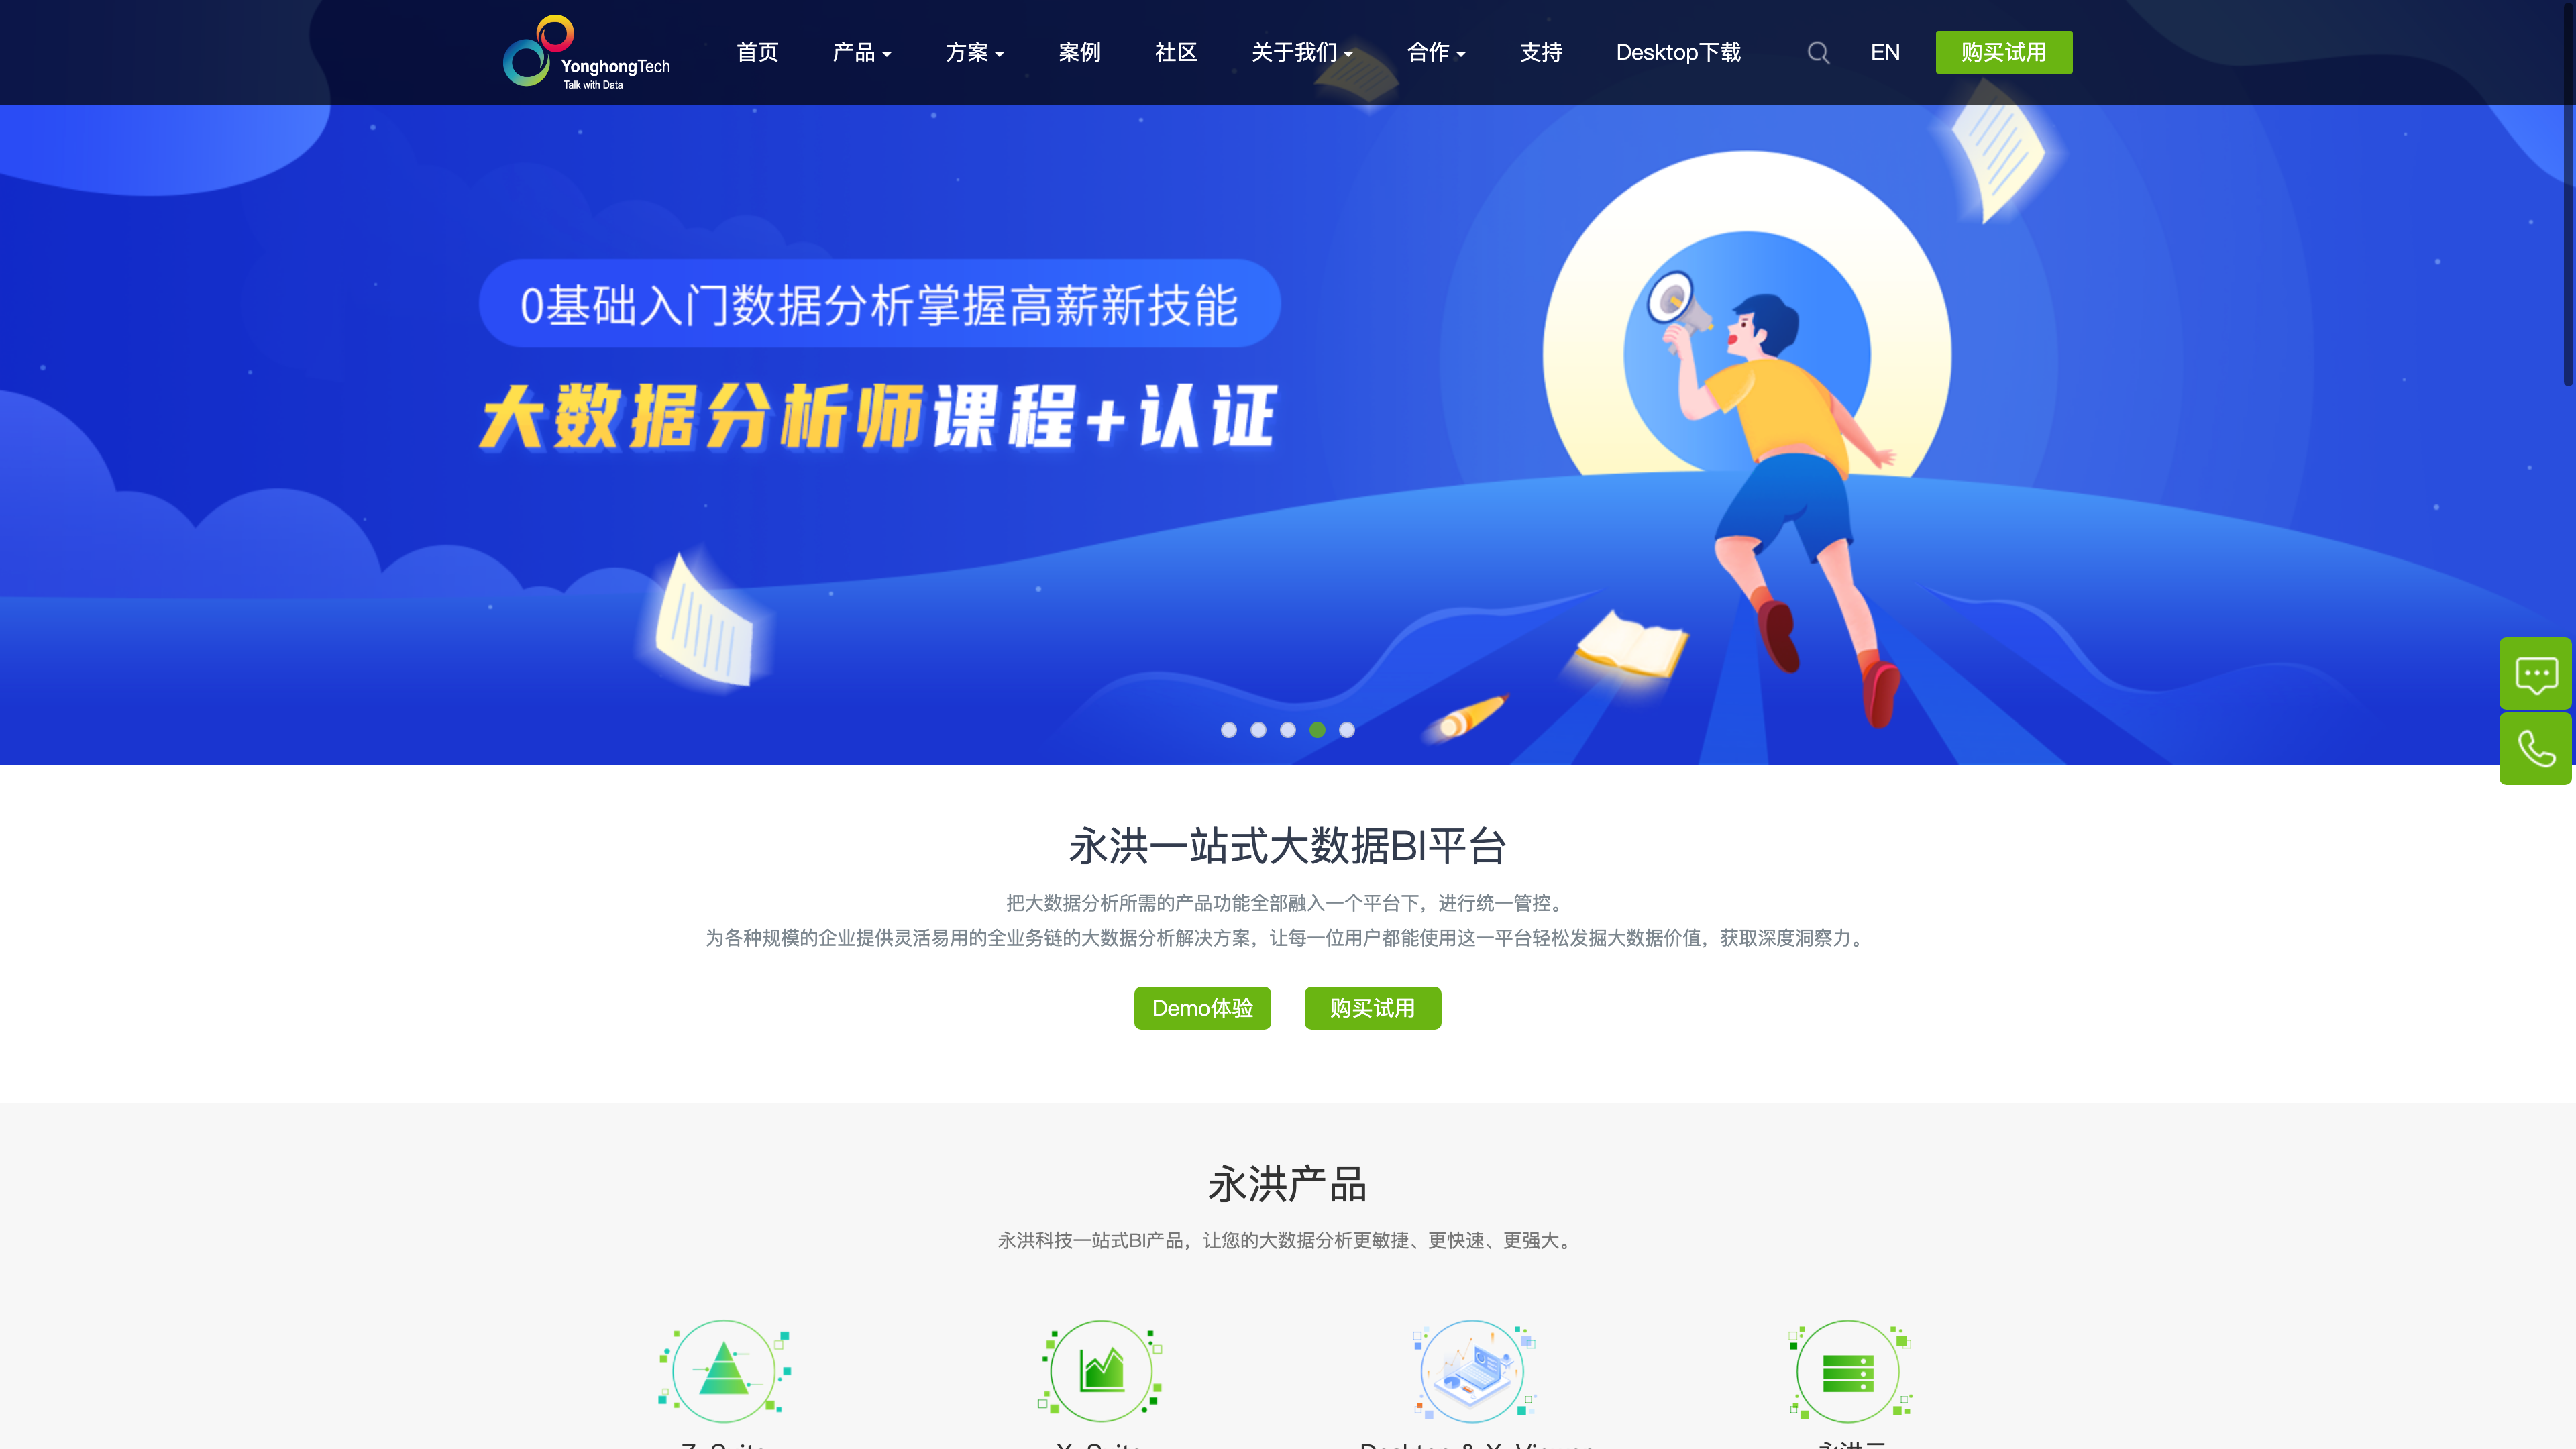 YonghongTech
Talk with Data
首页 产品 方案 案例 社区 关于我们 合作 支持 Desktop下载 EN 购买试用
0基础入门数据分析掌握高薪新技能
大数据分析师课程+认证
永洪一站式大数据BI平台
把大数据分析所需的产品功能全部融入一个平台下，进行统一管控。
为各种规模的企业提供灵活易用的全业务链的大数据分析解决方案，让每一位用户都能使用这一平台轻松发掘大数据价值，获取深度洞察力。
Demo体验 购买试用
永洪产品
永洪科技一站式BI产品，让您的大数据分析更敏捷、更快速、更强大。